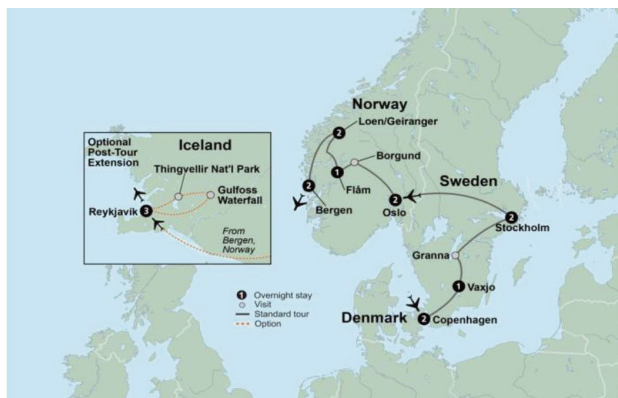 Norway
Loen/Geiranger
2
Borgund
1
Flåm
2
Bergen
2
Oslo
Sweden
2
Stockholm
Granna
1
Vaxjo
Denmark
2
Copenhagen
Optional
Post-Tour
Extension
Iceland
Thingvellir Nat'l Park
Gulfoss
Waterfall
Reykjavik
3
From
Bergen,
Norway
1 Overnight stay
Visit
Standard tour
Option